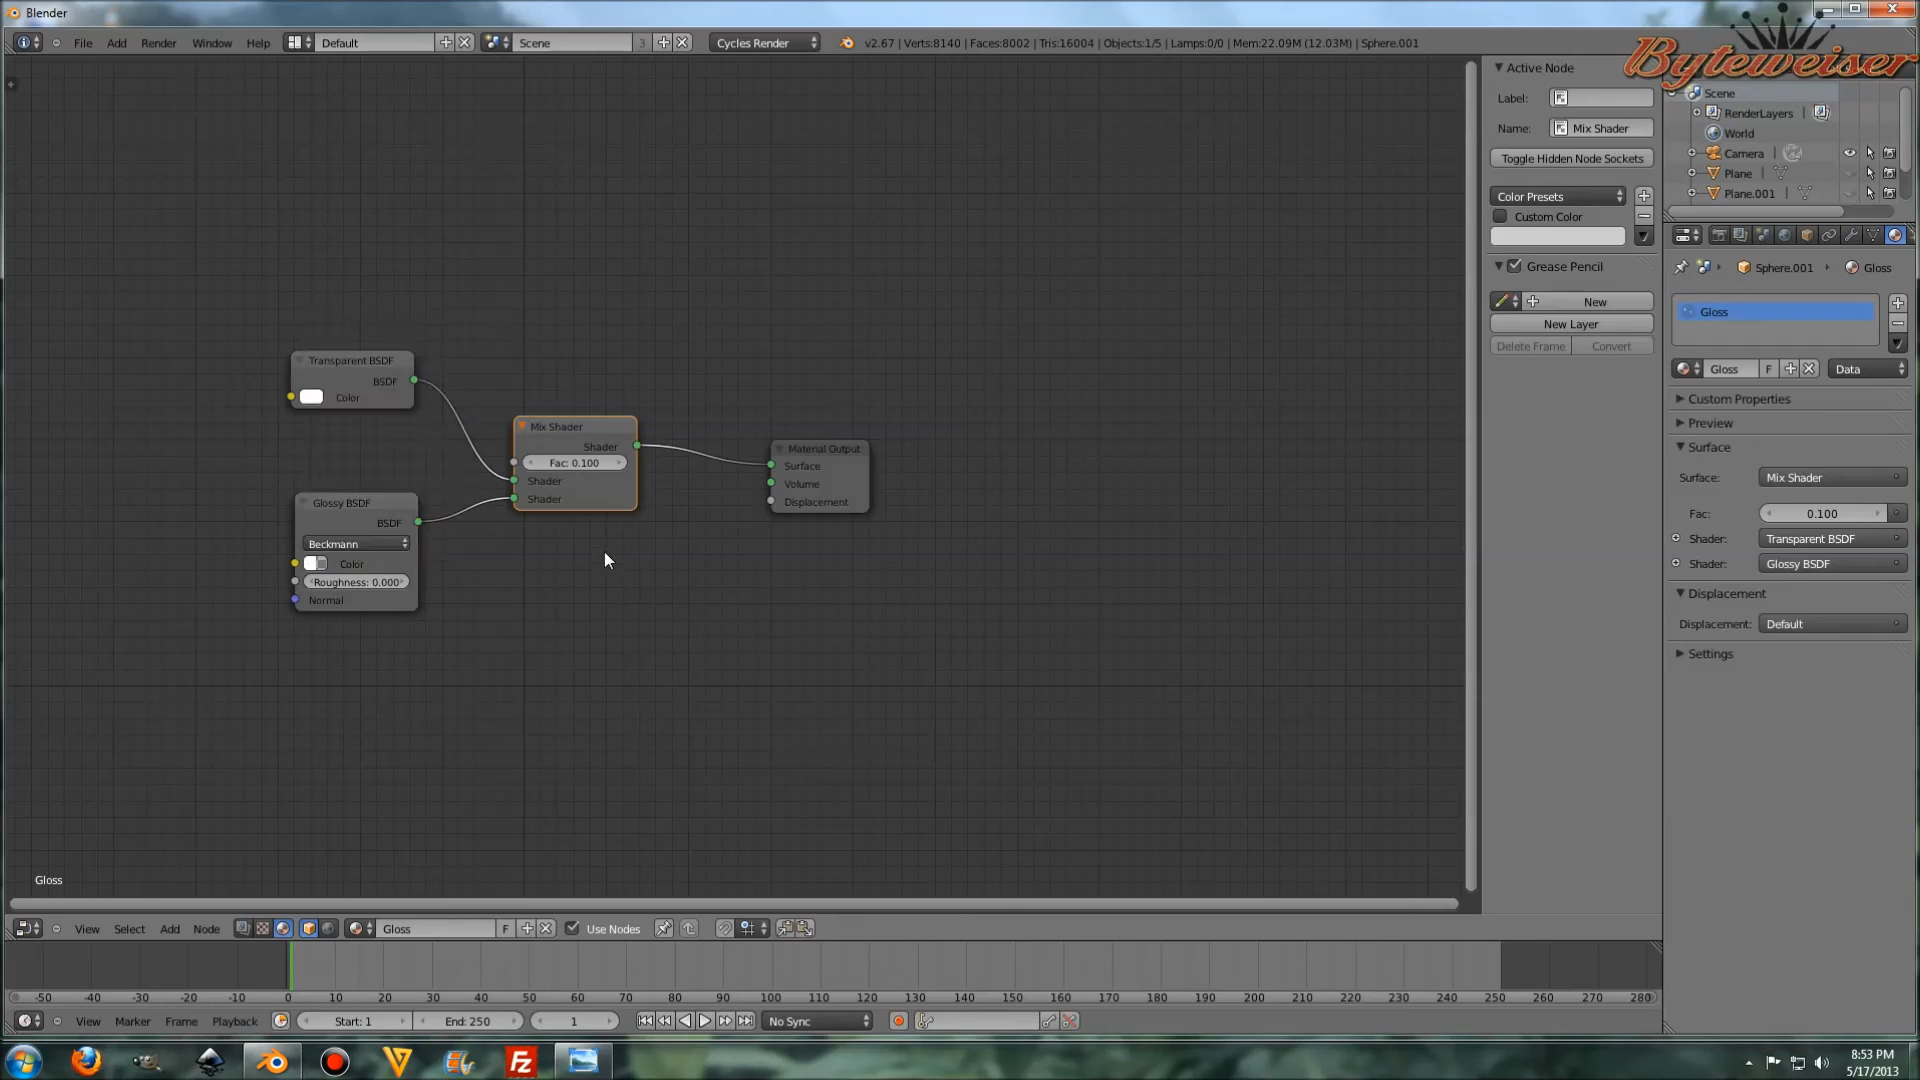 Blender
Byteweiser
File Add Render Window Help Default Scene 3 Cycles Render v2.67 | Verts:8140 | Faces:8002 | Tris:16004 | Objects:1/5 | Lamps:0/0 | Mem:22.09M (12.03M) | Sphere.001
Active Node
Label:
Name: Mix Shader
Toggle Hidden Node Sockets
Color Presets
Custom Color
Grease Pencil
New
New Layer
Delete Frame Convert
Scene
RenderLayers
World
Camera
Plane
Plane.001
Sphere.001 Gloss
Gloss
Gloss F Data
Custom Properties
Preview
Surface
Surface: Mix Shader
Fac: 0.100
Shader: Transparent BSDF
Shader: Glossy BSDF
Displacement
Displacement: Default
Settings
Transparent BSDF
BSDF
Color
Mix Shader
Shader
Fac: 0.100
Shader
Shader
Material Output
Surface
Volume
Displacement
Glossy BSDF
BSDF
Beckmann
Color
Roughness: 0.000
Normal
Gloss
View Select Add Node Gloss F Use Nodes
-50 -40 -30 -20 -10 0 10 20 30 40 50 60 70 80 90 100 110 120 130 140 150 160 170 180 190 200 210 220 230 240 250 260 270 280
View Marker Frame Playback Start: 1 End: 250 1 No Sync
8:53 PM
5/17/2013